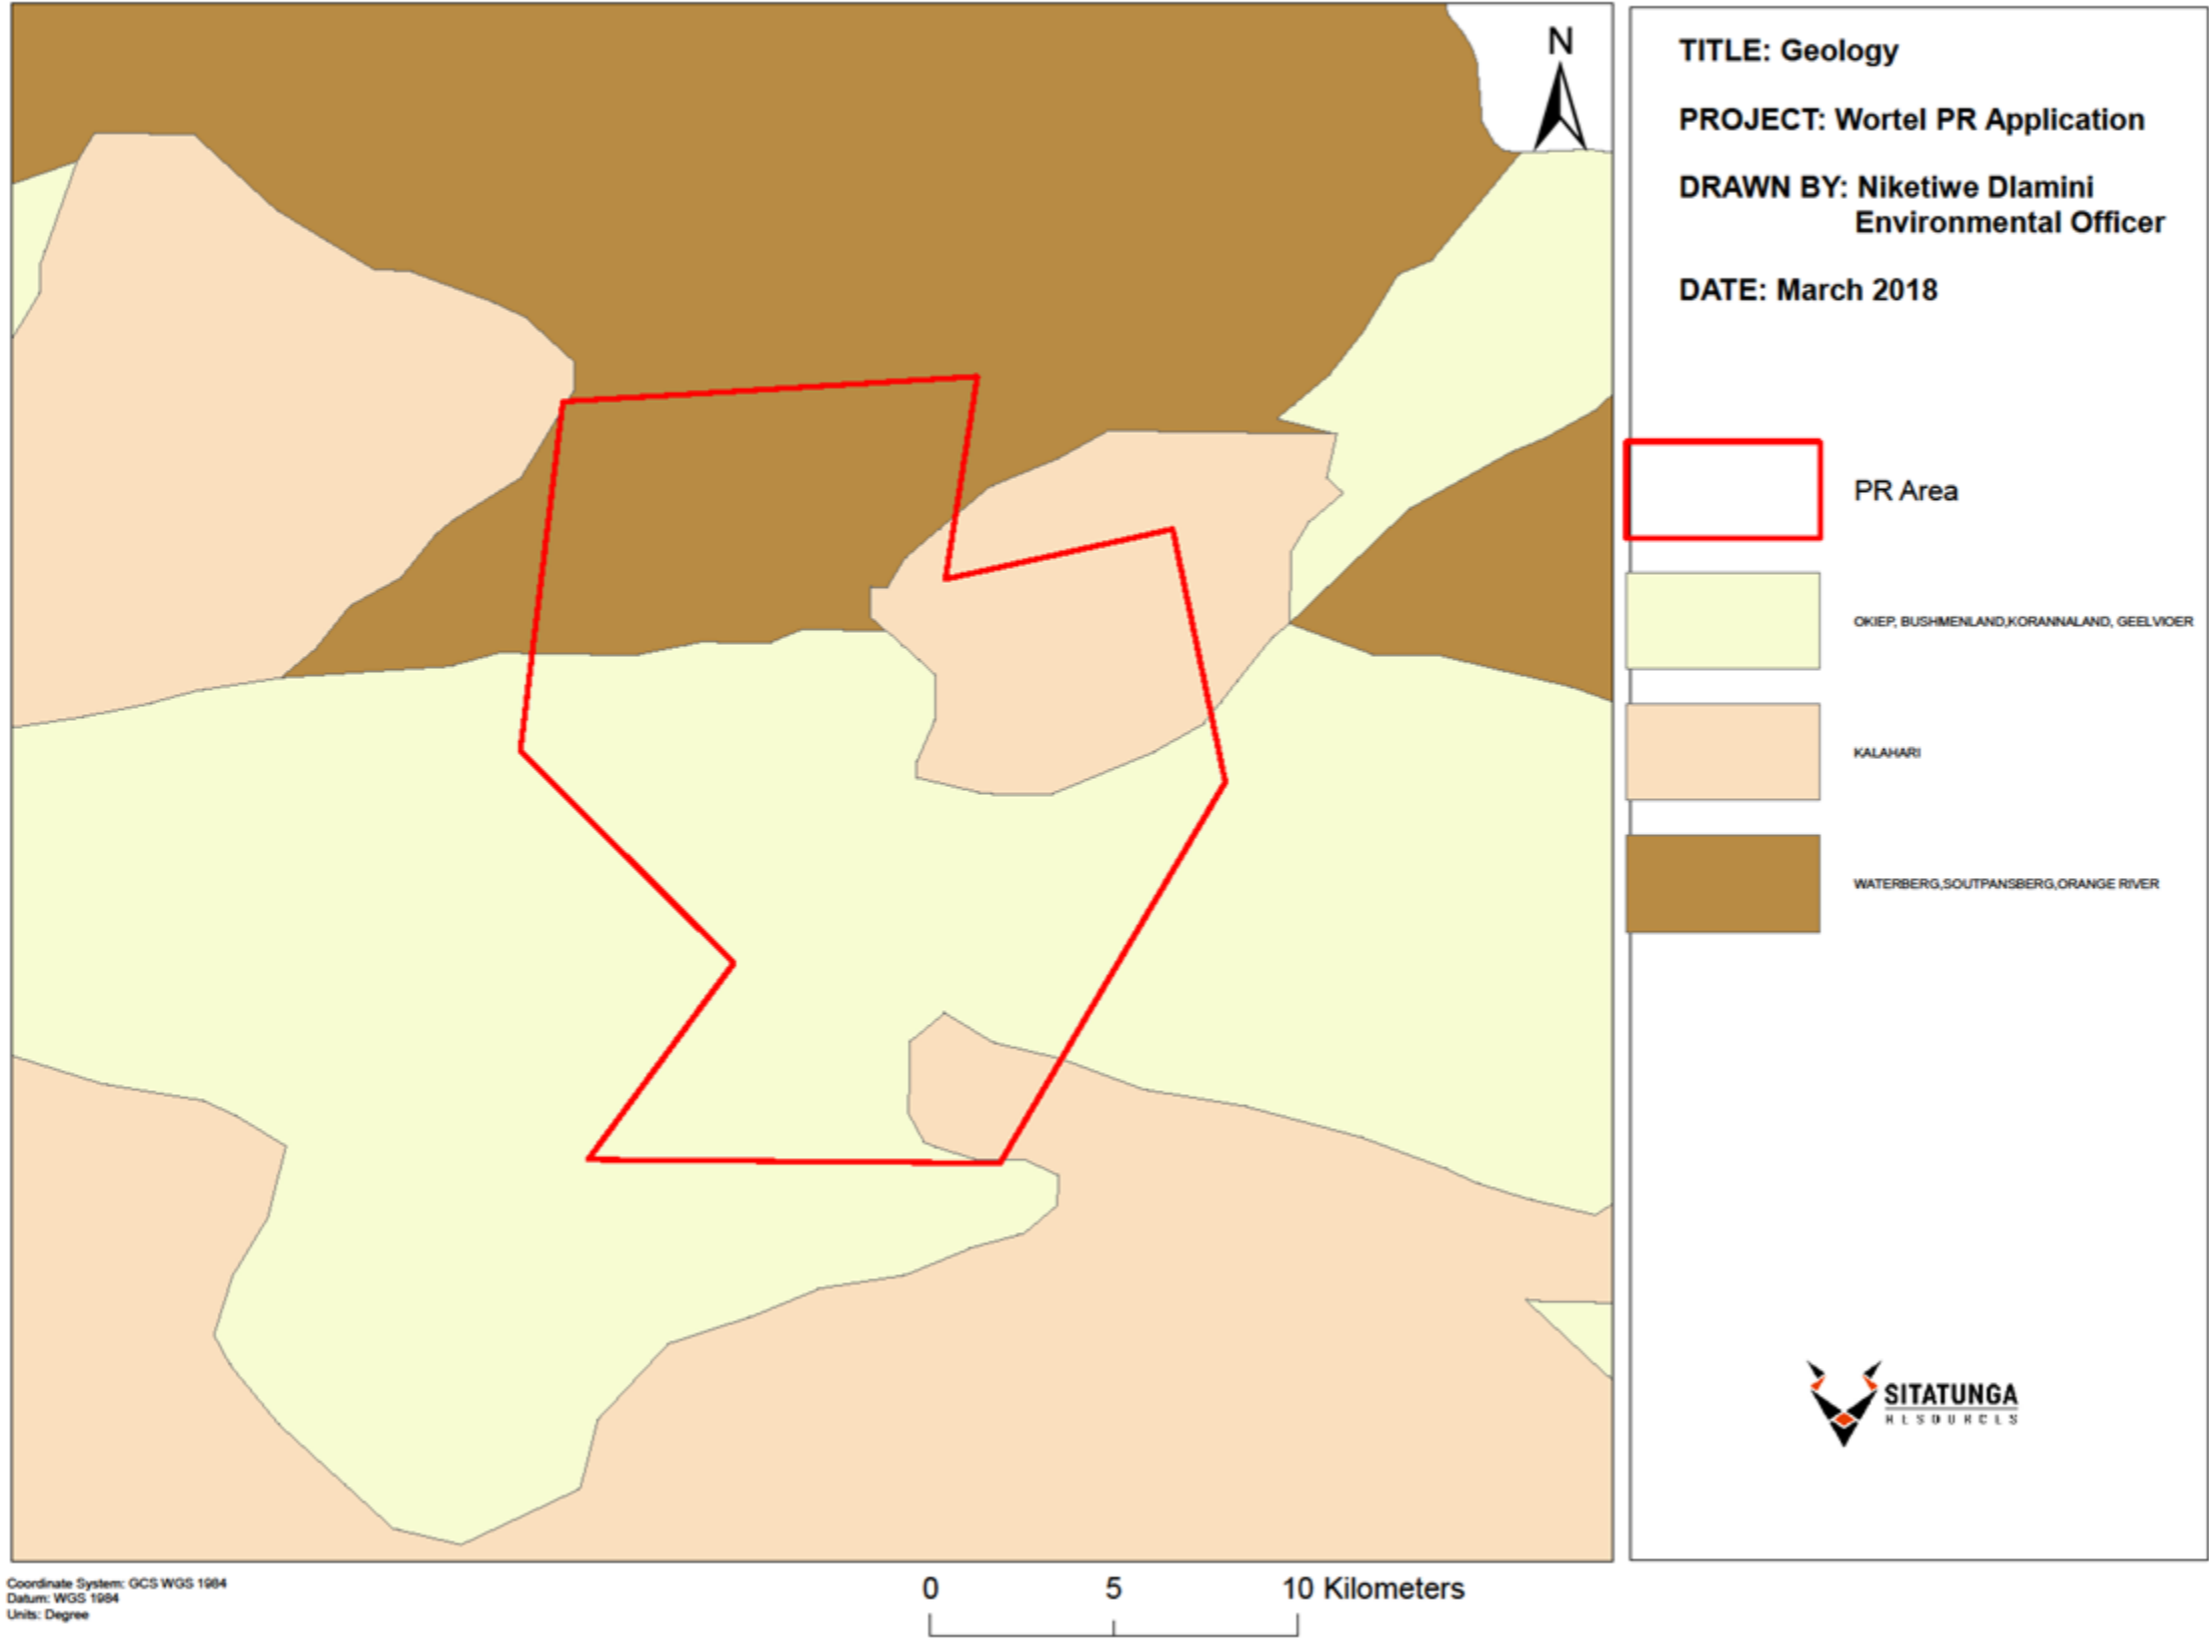 N
TITLE: Geology
PROJECT: Wortel PR Application
DRAWN BY: Niketiwe Dlamini
Environmental Officer
DATE: March 2018
PR Area
OKIEP, BUSHMENLAND,KORANNALAND, GEELVIOER
KALAHARI
WATERBERG,SOUTPANSBERG,ORANGE RIVER
SITATUNGA
RESOURCES
Coordinate System: GCS WGS 1984
Datum: WGS 1984
Units: Degree
0 5 10 Kilometers